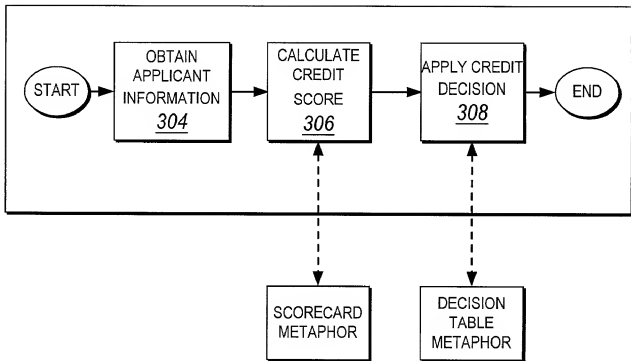 START
OBTAIN
APPLICANT
INFORMATION
304
CALCULATE
CREDIT
SCORE
306
APPLY CREDIT
DECISION
308
END
SCORECARD
METAPHOR
DECISION
TABLE
METAPHOR